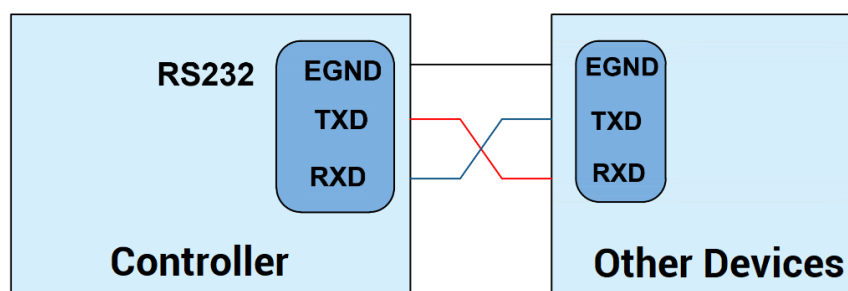 RS232
EGND
TXD
RXD
Controller
EGND
TXD
RXD
Other Devices